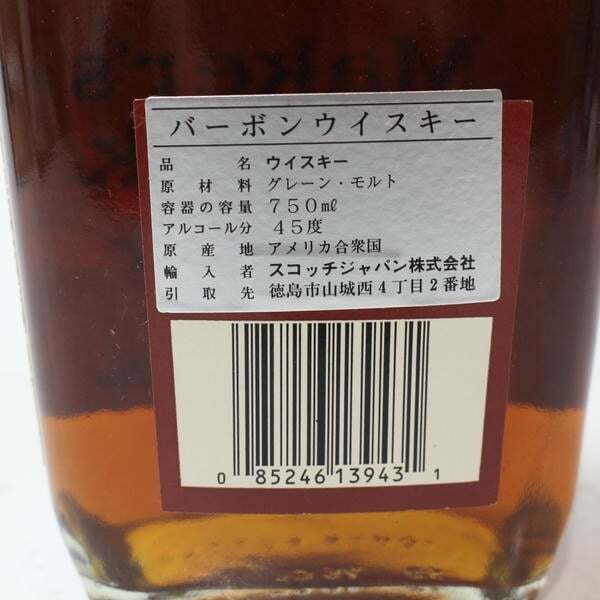 Maker's
バーボンウイスキー
品名 ウイスキー
原材料 グレーン・モルト
容器の容量 750㎖
アルコール分 45度
原産地 アメリカ合衆国
輸入者 スコッチジャパン株式会社
引取先 徳島市山城西4丁目2番地
0 85246 13943 1